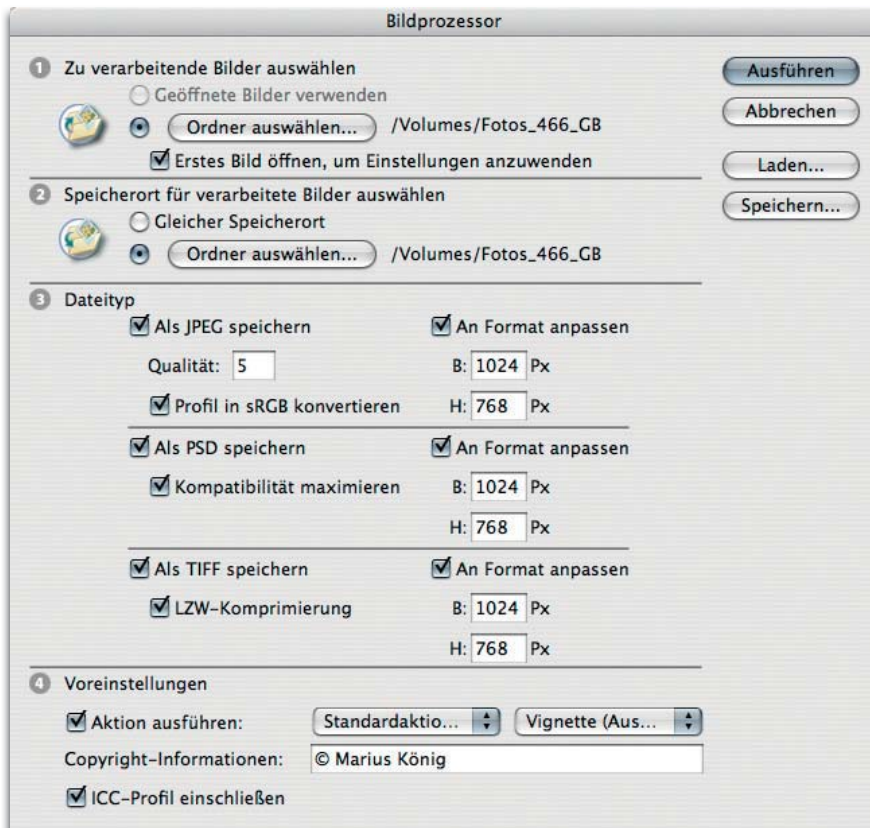 Bildprozessor
1 Zu verarbeitende Bilder auswählen
Geöffnete Bilder verwenden
Ordner auswählen... /Volumes/Fotos_466_GB
Erstes Bild öffnen, um Einstellungen anzuwenden
2 Speicherort für verarbeitete Bilder auswählen
Gleicher Speicherort
Ordner auswählen... /Volumes/Fotos_466_GB
3 Dateityp
Als JPEG speichern An Format anpassen
Qualität: 5 B: 1024 Px
Profil in sRGB konvertieren H: 768 Px
Als PSD speichern An Format anpassen
Kompatibilität maximieren B: 1024 Px
H: 768 Px
Als TIFF speichern An Format anpassen
LZW-Komprimierung B: 1024 Px
H: 768 Px
4 Voreinstellungen
Aktion ausführen: Standardaktio... Vignette (Aus...
Copyright-Informationen: © Marius König
ICC-Profil einschließen
Ausführen
Abbrechen
Laden...
Speichern...